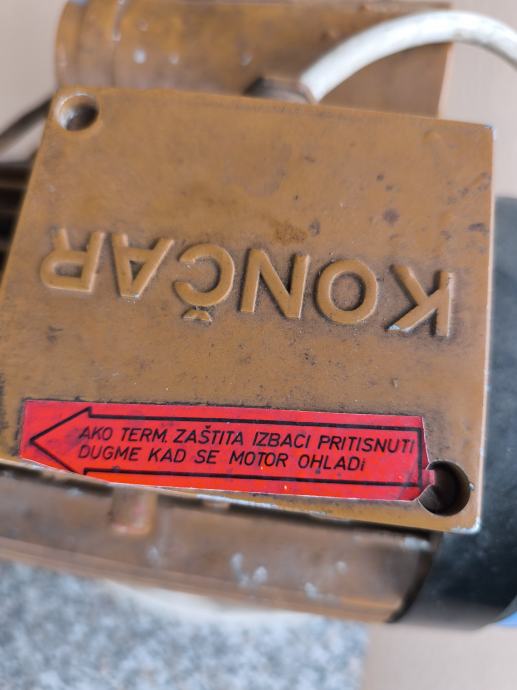 KONČAR
AKO TERM. ZAŠTITA IZBACI PRITISNUTI
DUGME KAD SE MOTOR OHLADi